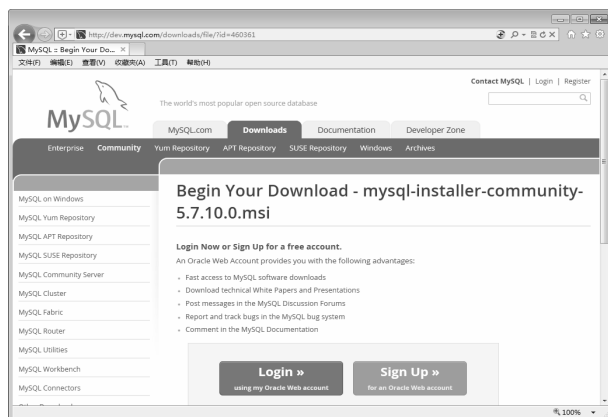 http://dev.mysql.com/downloads/file/?id=460361
MySQL :: Begin Your Do...
文件(F) 编辑(E) 查看(V) 收藏夹(A) 工具(T) 帮助(H)
Contact MySQL | Login | Register
MySQL
The world's most popular open source database
MySQL.com Downloads Documentation Developer Zone
Enterprise Community Yum Repository APT Repository SUSE Repository Windows Archives
MySQL on Windows
MySQL Yum Repository
MySQL APT Repository
MySQL SUSE Repository
MySQL Community Server
MySQL Cluster
MySQL Fabric
MySQL Router
MySQL Utilities
MySQL Workbench
MySQL Connectors
Begin Your Download - mysql-installer-community-
5.7.10.0.msi
Login Now or Sign Up for a free account.
An Oracle Web Account provides you with the following advantages:
Fast access to MySQL software downloads
Download technical White Papers and Presentations
Post messages in the MySQL Discussion Forums
Report and track bugs in the MySQL bug system
Comment in the MySQL Documentation
Login »
using my Oracle Web account
Sign Up »
for an Oracle Web account
100%